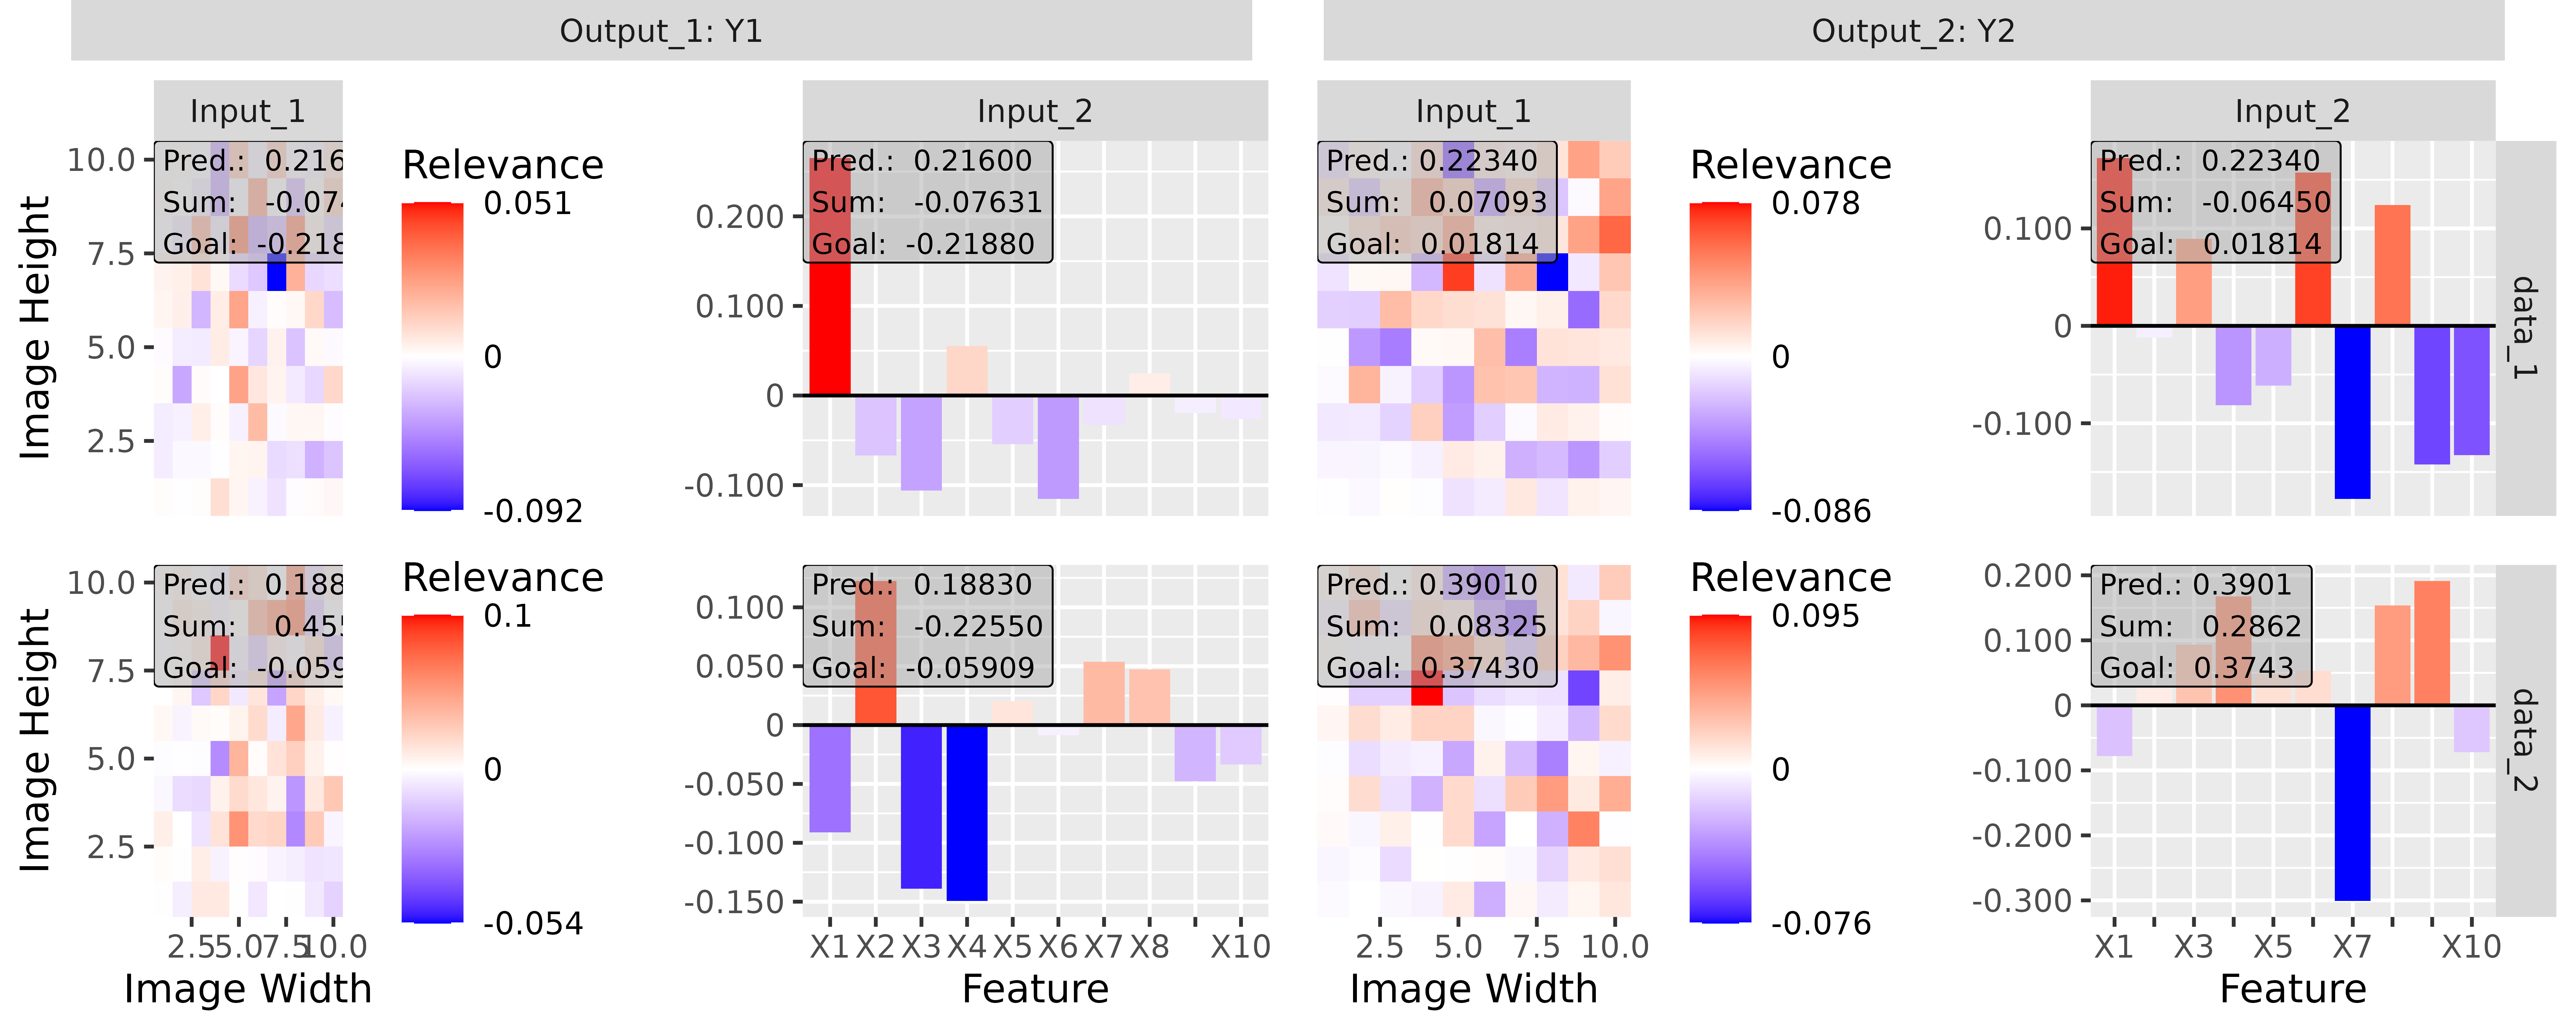 Output_1: Y1
Output_2: Y2
Input_1
Input_2
Input_1
Input_2
Image Height
10.0
7.5
5.0
2.5
Pred.: 0.216
Sum: -0.074
Goal: -0.218
Relevance
0.051
0
-0.092
0.200
0.100
0
-0.100
Pred.: 0.21600
Sum: -0.07631
Goal: -0.21880
Pred.: 0.22340
Sum: 0.07093
Goal: 0.01814
Relevance
0.078
0
-0.086
0.100
0
-0.100
Pred.: 0.22340
Sum: -0.06450
Goal: 0.01814
data_1
Image Height
10.0
7.5
5.0
2.5
Pred.: 0.188
Sum: 0.455
Goal: -0.059
Relevance
0.1
0
-0.054
0.100
0.050
0
-0.050
-0.100
-0.150
Pred.: 0.18830
Sum: -0.22550
Goal: -0.05909
Pred.: 0.39010
Sum: 0.08325
Goal: 0.37430
Relevance
0.095
0
-0.076
0.200
0.100
0
-0.100
-0.200
-0.300
Pred.: 0.3901
Sum: 0.2862
Goal: 0.3743
data_2
2.5 5.0 7.5 10.0
X1 X2 X3 X4 X5 X6 X7 X8 X10
2.5 5.0 7.5 10.0
X1 X3 X5 X7 X10
Image Width
Feature
Image Width
Feature